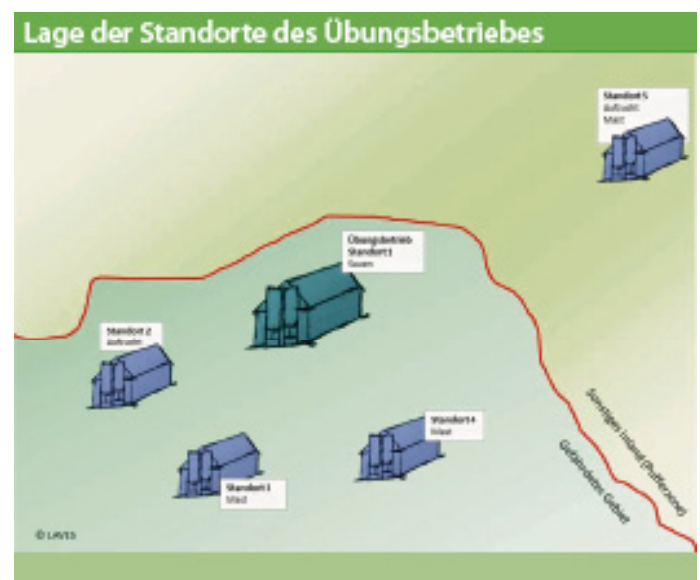 Lage der Standorte des Übungsbetriebes
Standort 5
Aufzucht
Mast
Übungsbetrieb
Standort 1
Sauen
Standort 2
Aufzucht
Standort 4
Mast
Standort 3
Mast
Sonstiges Inland (Pufferzone)
Gefährdetes Gebiet
© LAVES